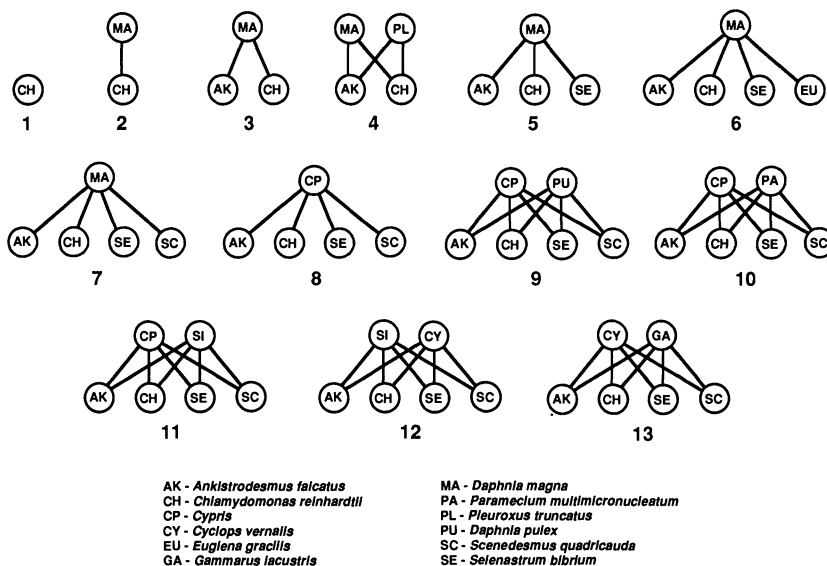 MA MA MA PL MA MA
CH CH AK CH AK CH AK CH SE AK CH SE EU
1 2 3 4 5 6
MA CP CP PU CP PA
AK CH SE SC AK CH SE SC AK CH SE SC AK CH SE SC
7 8 9 10
CP SI SI CY CY GA
AK CH SE SC AK CH SE SC AK CH SE SC
11 12 13
AK - Ankistrodesmus falcatus
CH - Chlamydomonas reinhardtii
CP - Cypris
CY - Cyclops vernalis
EU - Euglena gracilis
GA - Gammarus lacustris
MA - Daphnia magna
PA - Paramecium multimicronucleatum
PL - Pleuroxus truncatus
PU - Daphnia pulex
SC - Scenedesmus quadricauda
SE - Selenastrum bibrium